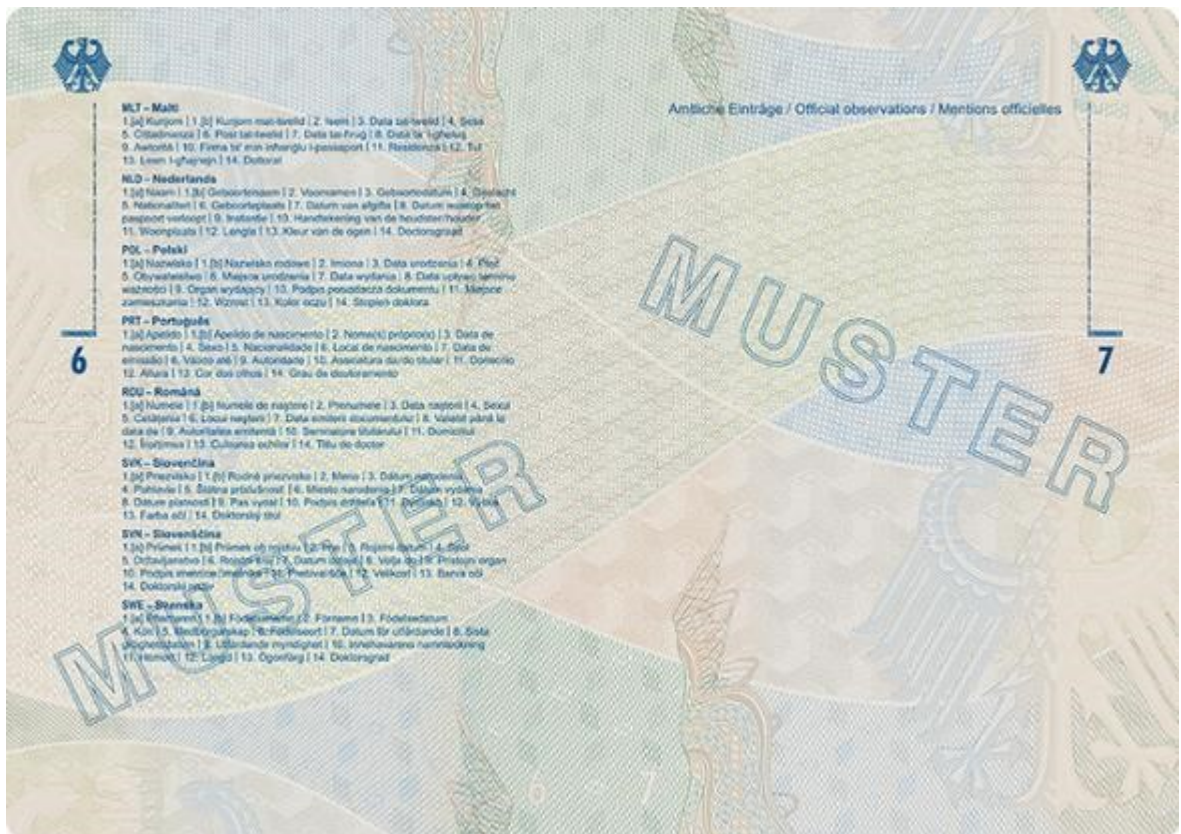 MLT – Malti
1.[a] Kunjom | 1.[b] Kunjom mat-twelid | 2. Isem | 3. Data tat-twelid | 4. Sess
5. Ċittadinanza | 6. Post tat-twelid | 7. Data tal-ħruġ | 8. Data ta' l-għeluq
9. Awtorità | 10. Firma ta' min inħariġlu l-passaport | 11. Residenza | 12. Tul
13. Lewn l-għajnejn | 14. Dottorat
NLD – Nederlands
1.[a] Naam | 1.[b] Geboortenaam | 2. Voornamen | 3. Geboortedatum | 4. Geslacht
5. Nationaliteit | 6. Geboorteplaats | 7. Datum van afgifte | 8. Datum waarop het
paspoort verloopt | 9. Instantie | 10. Handtekening van de houdster/houder
11. Woonplaats | 12. Lengte | 13. Kleur van de ogen | 14. Doctorsgraad
POL – Polski
1.[a] Nazwisko | 1.[b] Nazwisko rodowe | 2. Imiona | 3. Data urodzenia | 4. Płeć
5. Obywatelstwo | 6. Miejsce urodzenia | 7. Data wydania | 8. Data upływu terminu
ważności | 9. Organ wydający | 10. Podpis posiadacza dokumentu | 11. Miejsce
zamieszkania | 12. Wzrost | 13. Kolor oczu | 14. Stopień doktora
PRT – Português
1.[a] Apelido | 1.[b] Apelido de nascimento | 2. Nome(s) próprio(s) | 3. Data de
nascimento | 4. Sexo | 5. Nacionalidade | 6. Local de nascimento | 7. Data de
emissão | 8. Válido até | 9. Autoridade | 10. Assinatura da/do titular | 11. Domicílio
12. Altura | 13. Cor dos olhos | 14. Grau de doutoramento
ROU – Română
1.[a] Numele | 1.[b] Numele de naştere | 2. Prenumele | 3. Data naşterii | 4. Sexul
5. Cetăţenia | 6. Locul naşterii | 7. Data emiterii documentului | 8. Valabil până la
data de | 9. Autoritatea emitentă | 10. Semnatura titularului | 11. Domiciliul
12. Înălţimea | 13. Culoarea ochilor | 14. Titlu de doctor
SVK – Slovenčina
1.[a] Priezvisko | 1.[b] Rodné priezvisko | 2. Meno | 3. Dátum narodenia
4. Pohlavie | 5. Štátna príslušnosť | 6. Miesto narodenia | 7. Dátum vydania
8. Dátum platnosti | 9. Pas vydal | 10. Podpis držiteľa | 11. Bydlisko | 12. Výška
13. Farba očí | 14. Doktorský titul
SVN – Slovenščina
1.[a] Priimek | 1.[b] Priimek ob rojstvu | 2. Ime | 3. Rojstni datum | 4. Spol
5. Državljanstvo | 6. Rojstni kraj | 7. Datum izdaje | 8. Velja do | 9. Pristojni organ
10. Podpis imetnice/imetnika | 11. Prebivališče | 12. Velikost | 13. Barva oči
14. Doktorski naziv
SWE – Svenska
1.[a] Efternamn | 1.[b] Födelsenamn | 2. Förnamn | 3. Födelsedatum
4. Kön | 5. Medborgarskap | 6. Födelseort | 7. Datum för utfärdande | 8. Sista
giltighetsdatum | 9. Utfärdande myndighet | 10. Innehavarens namnteckning
11. Hemort | 12. Längd | 13. Ögonfärg | 14. Doktorsgrad
6
MUSTER
Amtliche Einträge / Official observations / Mentions officielles
MUSTER
7
6
7